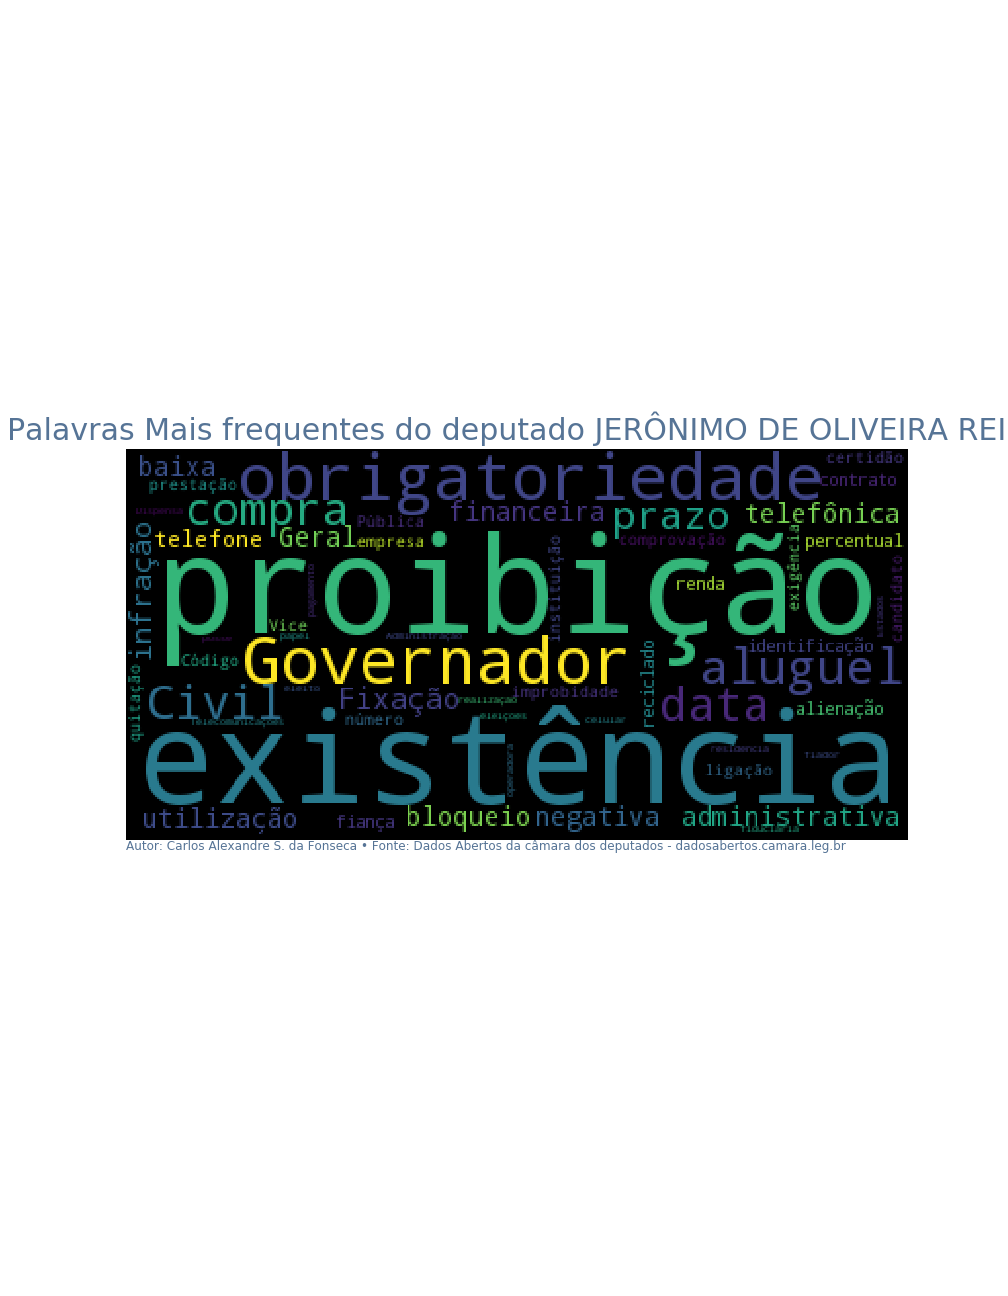 Palavras Mais frequentes do deputado JERÔNIMO DE OLIVEIRA REI
baixa
obrigatoriedade
certidão
prestação
contrato
compra
Dispensa
Pública
financeira
prazo
telefônica
telefone
Geral
empresa
comprovação
percentual
infração
proibição
instituição
exigência
candidato
Estados
pagamento
renda
Vice
papel
Administração
Código
Governador
reciclado
identificação
aluguel
quitação
Civil
eleito
Fixação
improbidade
realização
data
alienação
Telecomunicações
número
eleições
celular
existência
operadora
residência
fiador
ligação
utilização
fiança
bloqueio
negativa
administrativa
fiduciária
Autor: Carlos Alexandre S. da Fonseca • Fonte: Dados Abertos da câmara dos deputados - dadosabertos.camara.leg.br